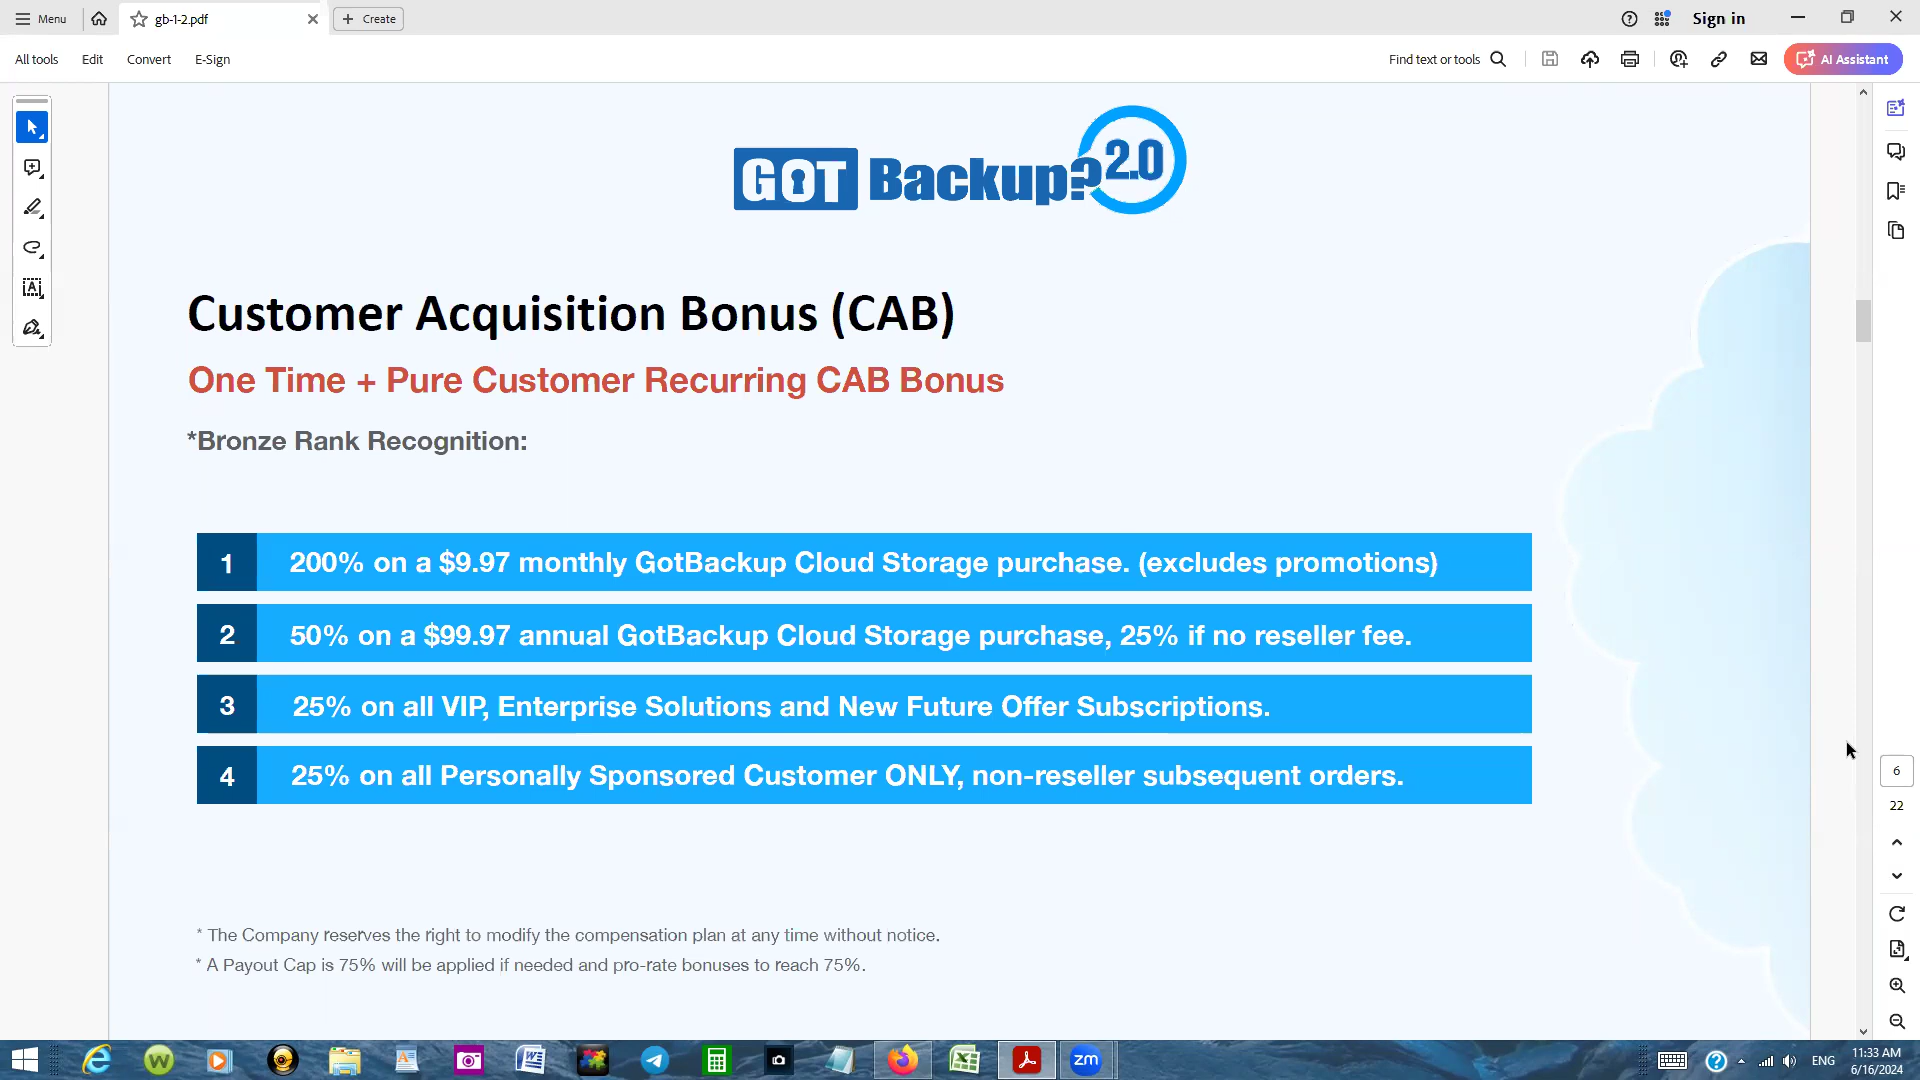 Menu
gb-1-2.pdf
Create
Sign in
All tools
Edit
Convert
E-Sign
Find text or tools
AI Assistant
GOT Backup? 2.0
Customer Acquisition Bonus (CAB)
One Time + Pure Customer Recurring CAB Bonus
*Bronze Rank Recognition:
1 200% on a $9.97 monthly GotBackup Cloud Storage purchase. (excludes promotions)
2 50% on a $99.97 annual GotBackup Cloud Storage purchase, 25% if no reseller fee.
3 25% on all VIP, Enterprise Solutions and New Future Offer Subscriptions.
4 25% on all Personally Sponsored Customer ONLY, non-reseller subsequent orders.
* The Company reserves the right to modify the compensation plan at any time without notice.
* A Payout Cap is 75% will be applied if needed and pro-rate bonuses to reach 75%.
6
22
zm
ENG
11:33 AM
6/16/2024